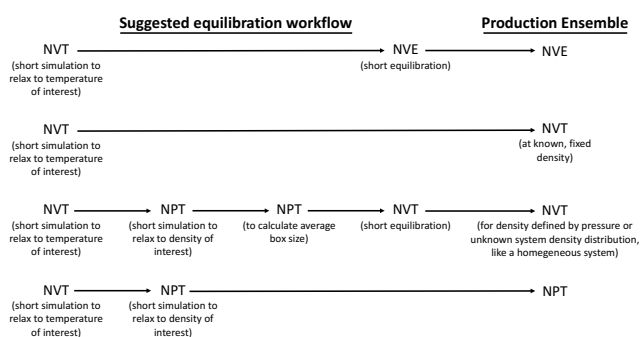 Suggested equilibration workflow Production Ensemble
NVT NVE NVE
(short simulation to (short equilibration)
relax to temperature
of interest)
NVT NVT
(short simulation to (at known, fixed
relax to temperature density)
of interest)
NVT NPT NPT NVT NVT
(short simulation to (short simulation to (to calculate average (short equilibration) (for density defined by pressure or
relax to temperature relax to density of box size) unknown system density distribution,
of interest) interest) like a homogeneous system)
NVT NPT NPT
(short simulation to (short simulation to
relax to temperature relax to density of
of interest) interest)